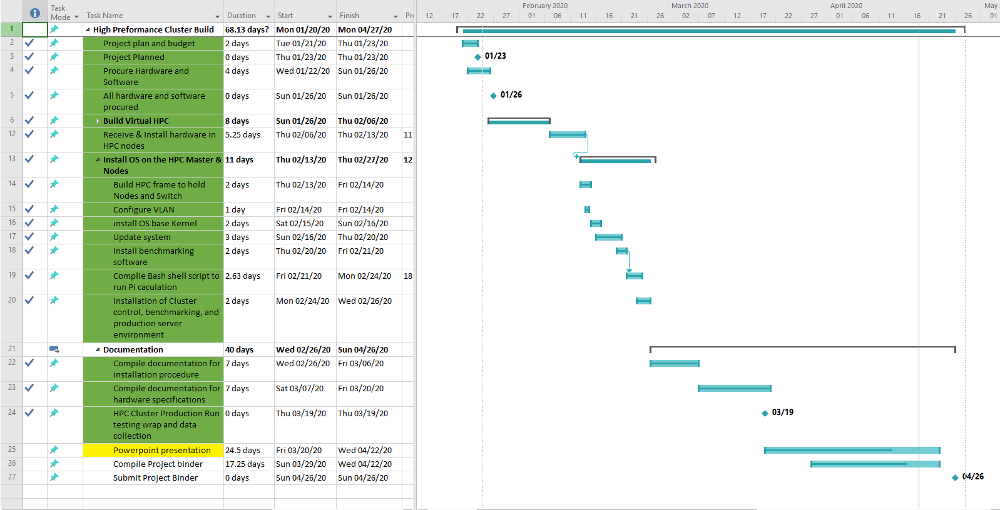 Task Mode Task Name Duration Start Finish Pr
February 2020 March 2020 April 2020 May
12 17 22 27 01 06 11 16 21 26 02 07 12 17 22 27 01 06 11 16 21 26 01
1 High Preformance Cluster Build 68.13 days? Mon 01/20/20 Mon 04/27/20
2 Project plan and budget 2 days Tue 01/21/20 Thu 01/23/20
3 Project Planned 0 days Thu 01/23/20 Thu 01/23/20 01/23
4 Procure Hardware and 4 days Wed 01/22/20 Sun 01/26/20
Software
5 All hardware and software 0 days Sun 01/26/20 Sun 01/26/20 01/26
procured
6 Build Virtual HPC 8 days Sun 01/26/20 Thu 02/06/20
12 Receive & Install hardware in 5.25 days Thu 02/06/20 Thu 02/13/20 11
HPC nodes
13 Install OS on the HPC Master & 11 days Thu 02/13/20 Thu 02/27/20 12
Nodes
14 Build HPC frame to hold 2 days Thu 02/13/20 Fri 02/14/20
Nodes and Switch
15 Configure VLAN 1 day Fri 02/14/20 Fri 02/14/20
16 install OS base Kernel 2 days Sat 02/15/20 Sun 02/16/20
17 Update system 3 days Sun 02/16/20 Thu 02/20/20
18 Install benchmarking 2 days Thu 02/20/20 Fri 02/21/20
software
19 Complie Bash shell script to 2.63 days Fri 02/21/20 Mon 02/24/20 18
run Pi caculation
20 Installation of Cluster 2 days Mon 02/24/20 Wed 02/26/20
control, benchmarking, and
production server
environment
21 Documentation 40 days Wed 02/26/20 Sun 04/26/20
22 Compile documentation for 7 days Wed 02/26/20 Fri 03/06/20
installation procedure
23 Compile documentation for 7 days Sat 03/07/20 Fri 03/20/20
hardware specifications
24 HPC Cluster Production Run 0 days Thu 03/19/20 Thu 03/19/20 03/19
testing wrap and data
collection
25 Powerpoint presentation 24.5 days Fri 03/20/20 Wed 04/22/20
26 Compile Project binder 17.25 days Sun 03/29/20 Wed 04/22/20
27 Submit Project Binder 0 days Sun 04/26/20 Sun 04/26/20 04/26